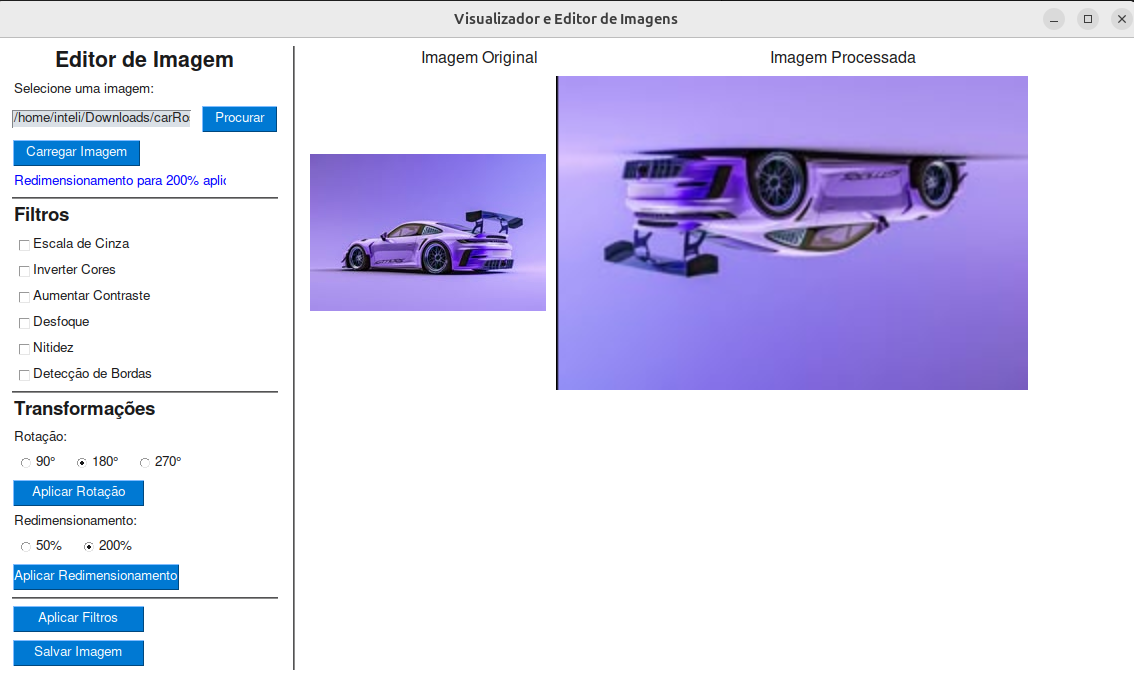 Visualizador e Editor de Imagens
Editor de Imagem
Selecione uma imagem:
/home/inteli/Downloads/carRo
Procurar
Carregar Imagem
Redimensionamento para 200% aplic
Filtros
Escala de Cinza
Inverter Cores
Aumentar Contraste
Desfoque
Nitidez
Detecção de Bordas
Transformações
Rotação:
90° 180° 270°
Aplicar Rotação
Redimensionamento:
50% 200%
Aplicar Redimensionamento
Aplicar Filtros
Salvar Imagem
Imagem Original
Imagem Processada